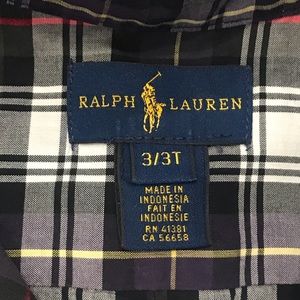 RALPH LAUREN
3/3T
MADE IN
INDONESIA
FAIT EN
INDONESIE
RN 41381
CA 56658